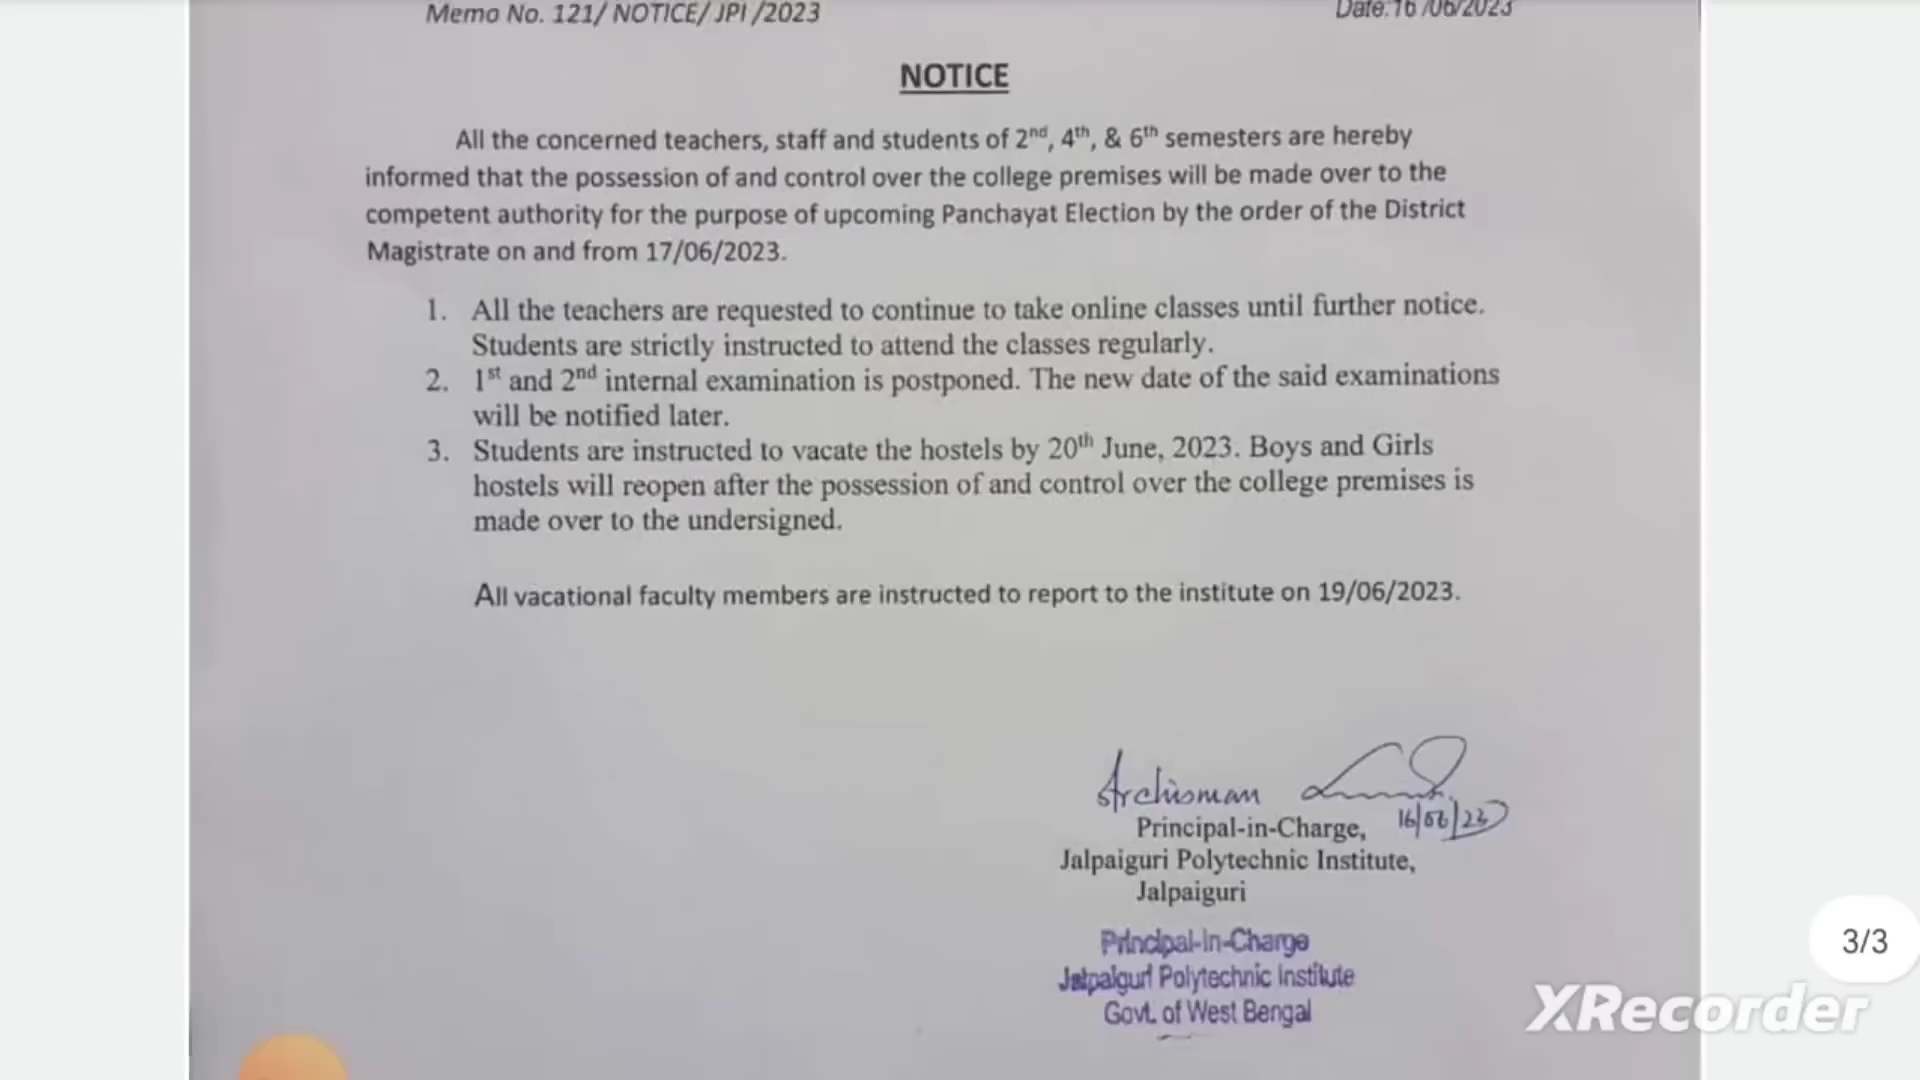 Memo No. 121/ NOTICE/ JPI /2023
Date:16 /06/2023
NOTICE
All the concerned teachers, staff and students of 2nd, 4th, & 6th semesters are hereby
informed that the possession of and control over the college premises will be made over to the
competent authority for the purpose of upcoming Panchayat Election by the order of the District
Magistrate on and from 17/06/2023.
1. All the teachers are requested to continue to take online classes until further notice.
Students are strictly instructed to attend the classes regularly.
2. 1st and 2nd internal examination is postponed. The new date of the said examinations
will be notified later.
3. Students are instructed to vacate the hostels by 20th June, 2023. Boys and Girls
hostels will reopen after the possession of and control over the college premises is
made over to the undersigned.
All vacational faculty members are instructed to report to the institute on 19/06/2023.
Archisman
16/06/23
Principal-in-Charge,
Jalpaiguri Polytechnic Institute,
Jalpaiguri
Principal-in-Charge
Jalpaiguri Polytechnic Institute
Govt. of West Bengal
3/3
XRecorder